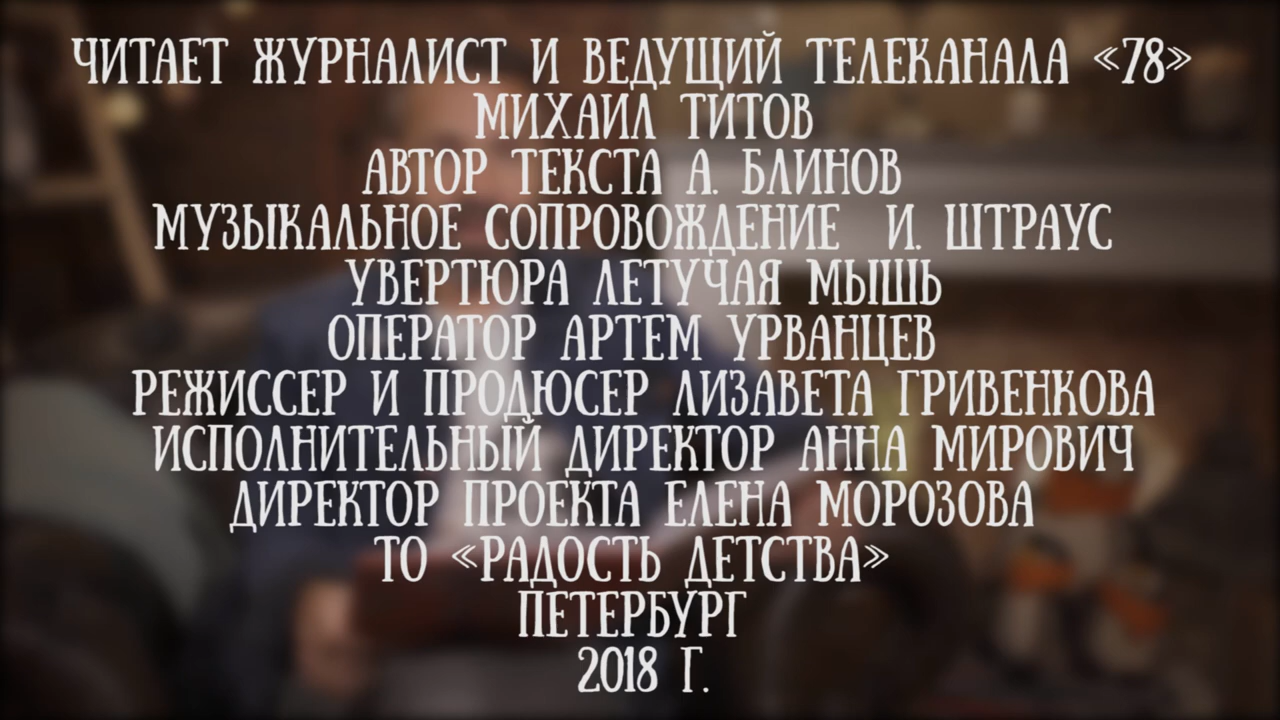 ЧИТАЕТ ЖУРНАЛИСТ И ВЕДУЩИЙ ТЕЛЕКАНАЛА «78»
МИХАИЛ ТИТОВ
АВТОР ТЕКСТА А. БЛИНОВ
МУЗЫКАЛЬНОЕ СОПРОВОЖДЕНИЕ И. ШТРАУС
УВЕРТЮРА ЛЕТУЧАЯ МЫШЬ
ОПЕРАТОР АРТЕМ УРВАНЦЕВ
РЕЖИССЕР И ПРОДЮСЕР ЛИЗАВЕТА ГРИВЕНКОВА
ИСПОЛНИТЕЛЬНЫЙ ДИРЕКТОР АННА МИРОВИЧ
ДИРЕКТОР ПРОЕКТА ЕЛЕНА МОРОЗОВА
ТО «РАДОСТЬ ДЕТСТВА»
ПЕТЕРБУРГ
2018 Г.